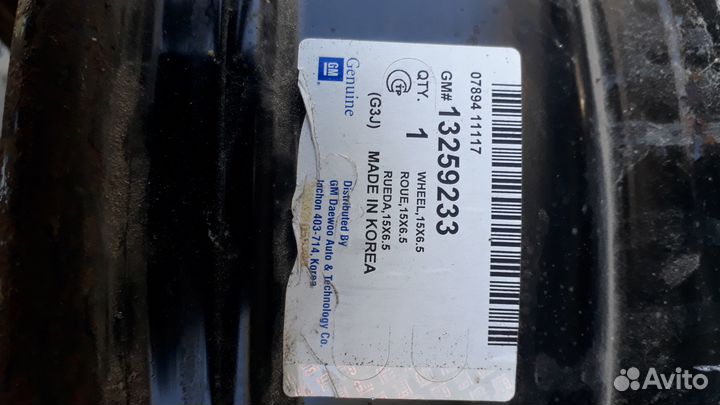 07894 11117
GM# 13259233
QTY. 1
WHEEL,15X6.5
ROUE,15X6.5
RUEDA,15X6.5
(G3J) MADE IN KOREA
GM
Genuine
Distributed By
GM Daewoo Auto & Technology Co.
Inchon 403-714, Korea
Avito